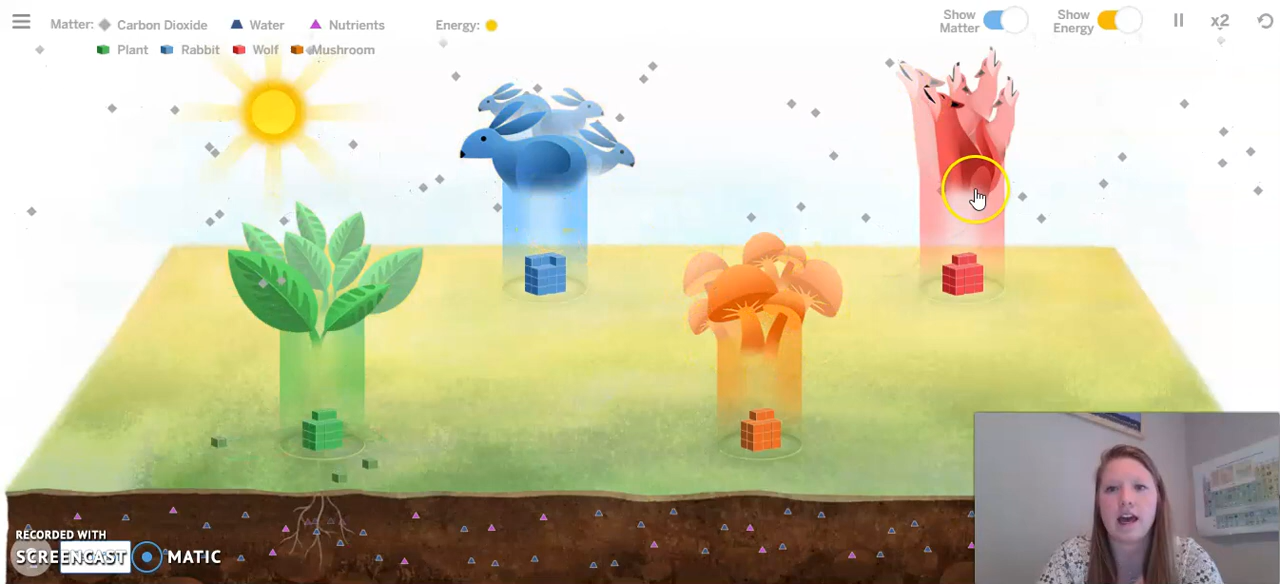 Matter: Carbon Dioxide Water Nutrients Energy:
Plant Rabbit Wolf Mushroom
Show Matter
Show Energy
x2
RECORDED WITH
SCREENCAST MATIC